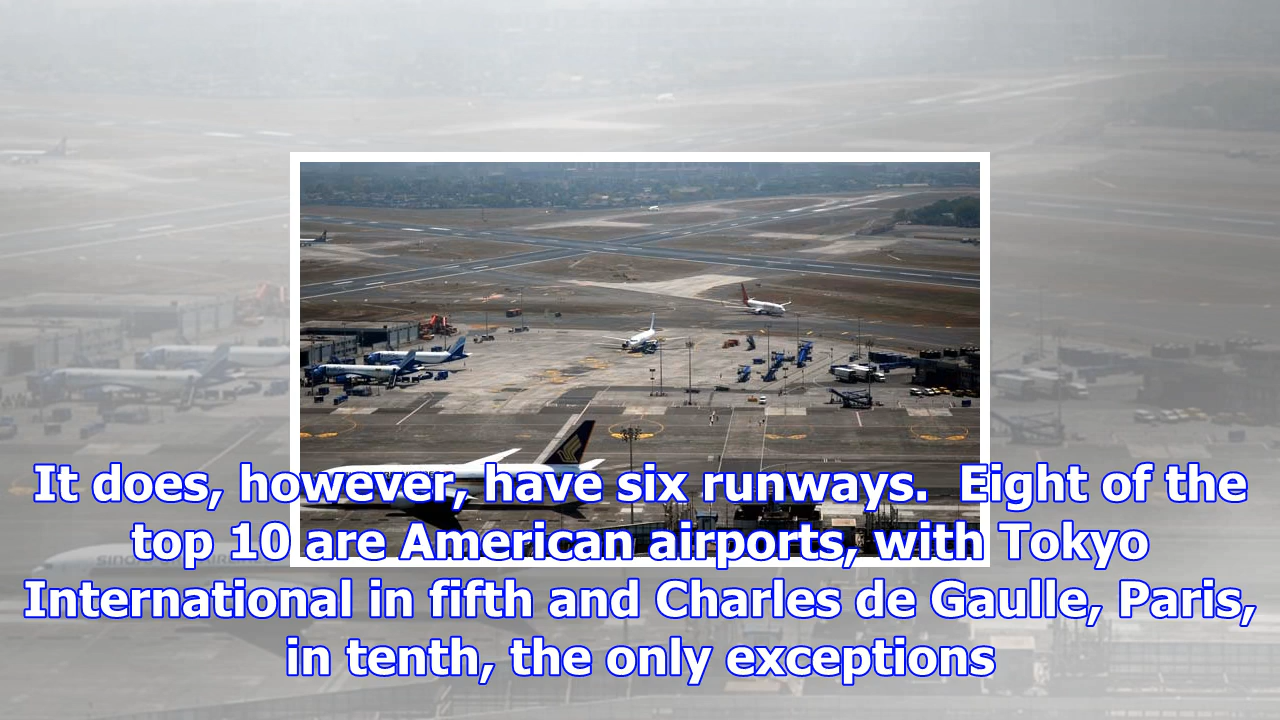 It does, however, have six runways.  Eight of the
top 10 are American airports, with Tokyo
International in fifth and Charles de Gaulle, Paris,
in tenth, the only exceptions